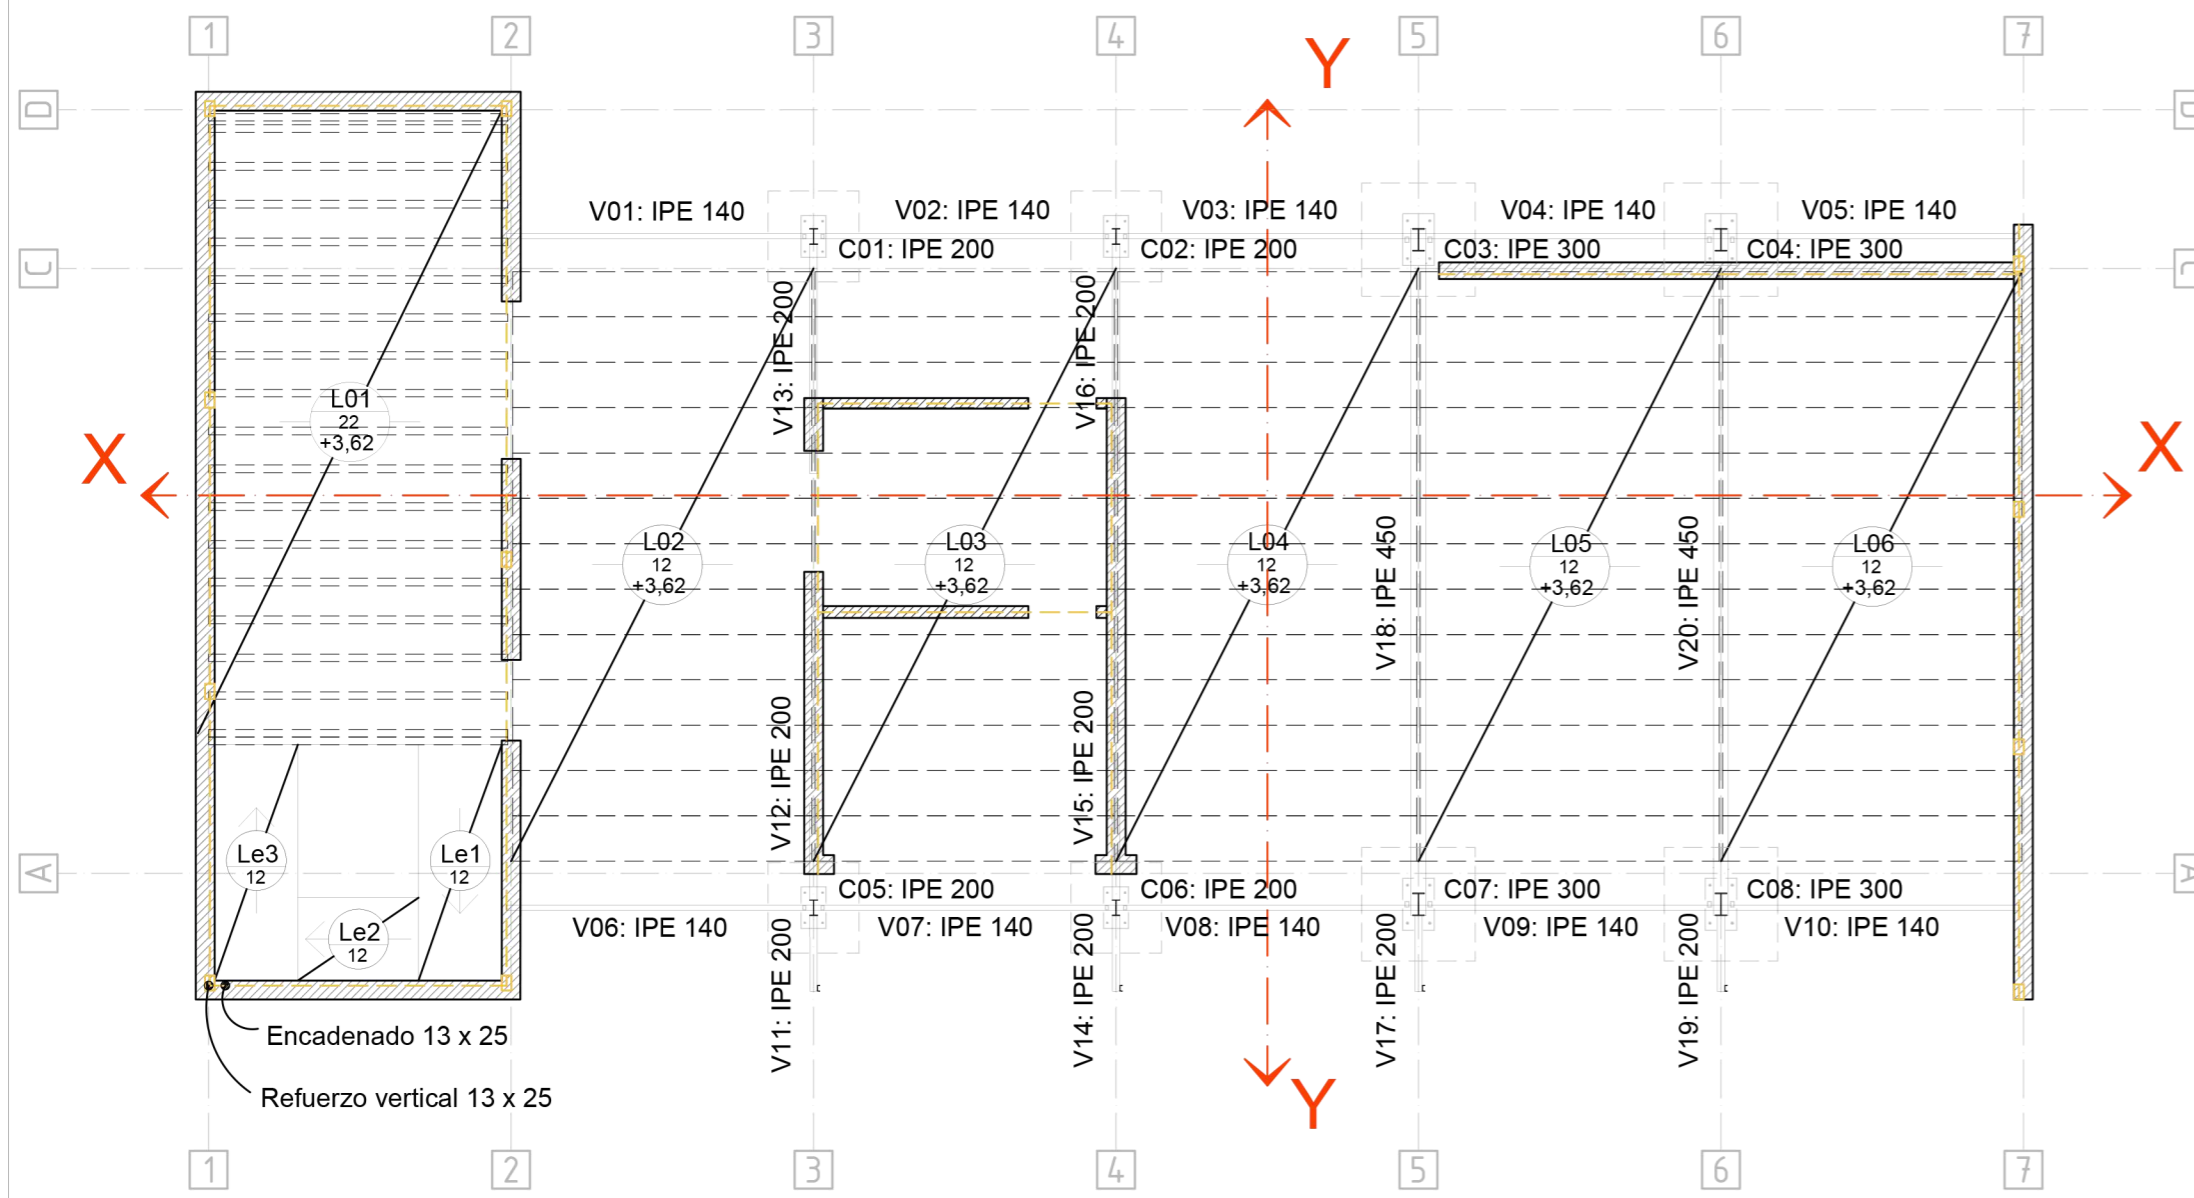 1 2 3 4 5 6 7
Y
D D
V01: IPE 140 V02: IPE 140 V03: IPE 140 V04: IPE 140 V05: IPE 140
C01: IPE 200 C02: IPE 200 C03: IPE 300 C04: IPE 300
C C
V13: IPE 200 V16: IPE 200
L01
22
+3,62
X X
L02 L03 L04 L05 L06
12 12 12 12 12
+3,62 +3,62 +3,62 +3,62 +3,62
V18: IPE 450 V20: IPE 450
V12: IPE 200 V15: IPE 200
Le3 Le1
12 12
A A
C05: IPE 200 C06: IPE 200 C07: IPE 300 C08: IPE 300
V06: IPE 140 V07: IPE 140 V08: IPE 140 V09: IPE 140 V10: IPE 140
Le2
12
V11: IPE 200 V14: IPE 200 V17: IPE 200 V19: IPE 200
Encadenado 13 x 25
Refuerzo vertical 13 x 25
Y
1 2 3 4 5 6 7